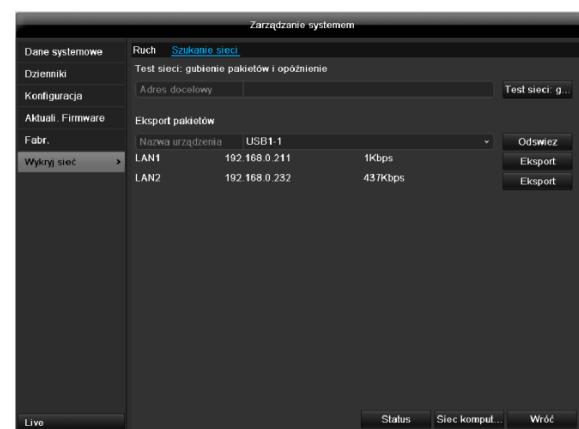 Zarządzanie systemem
Dane systemowe
Dzienniki
Konfiguracja
Aktuali. Firmware
Fabr.
Wykryj sieć >
Live
Ruch Szukanie sieci
Test sieci: gubienie pakietów i opóźnienie
Adres docelowy Test sieci: g...
Eksport pakietów
Nazwa urządzenia USB1-1 Odswiez
LAN1 192.168.0.211 1Kbps Eksport
LAN2 192.168.0.232 437Kbps Eksport
Status Siec komput... Wróć